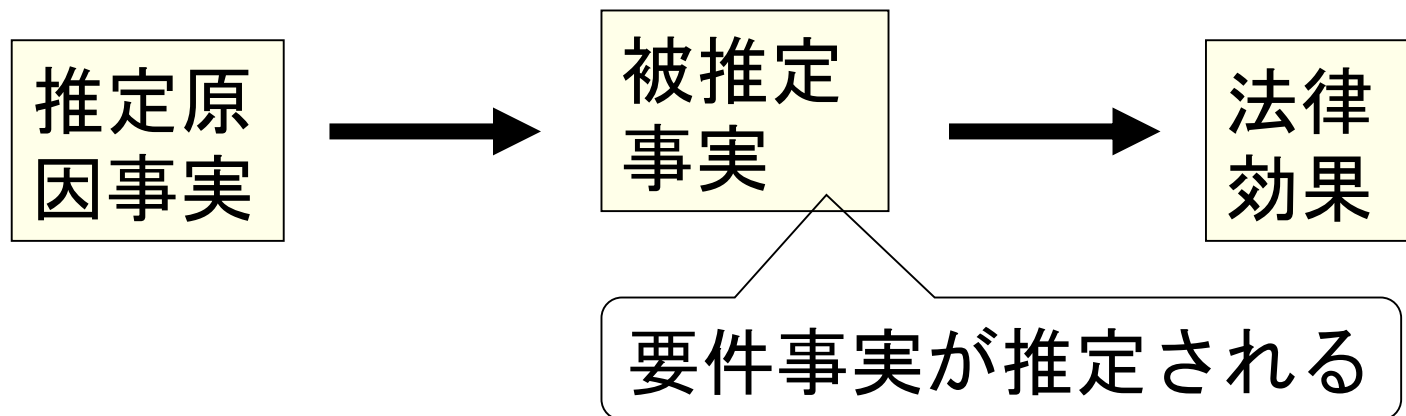 推定原
因事実
被推定
事実
法律
効果
要件事実が推定される